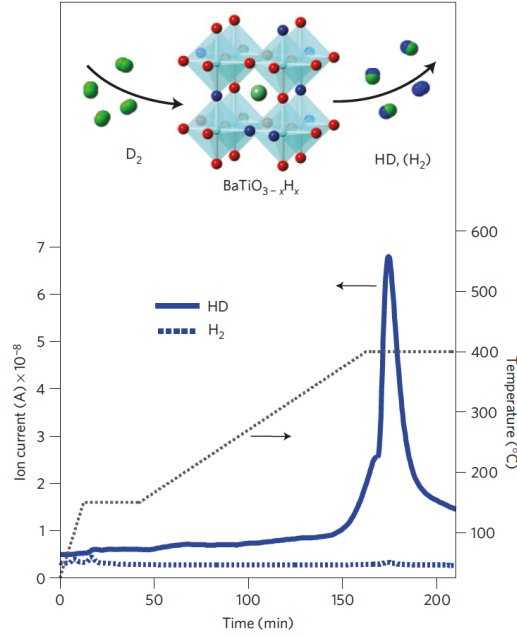 D₂
HD, (H₂)
BaTiO₃₋ₓHₓ
7
6
5
4
3
2
1
0
Ion current (A) × 10⁻⁸
HD
H₂
600
500
400
300
200
100
Temperature (°C)
0
50
100
150
200
Time (min)